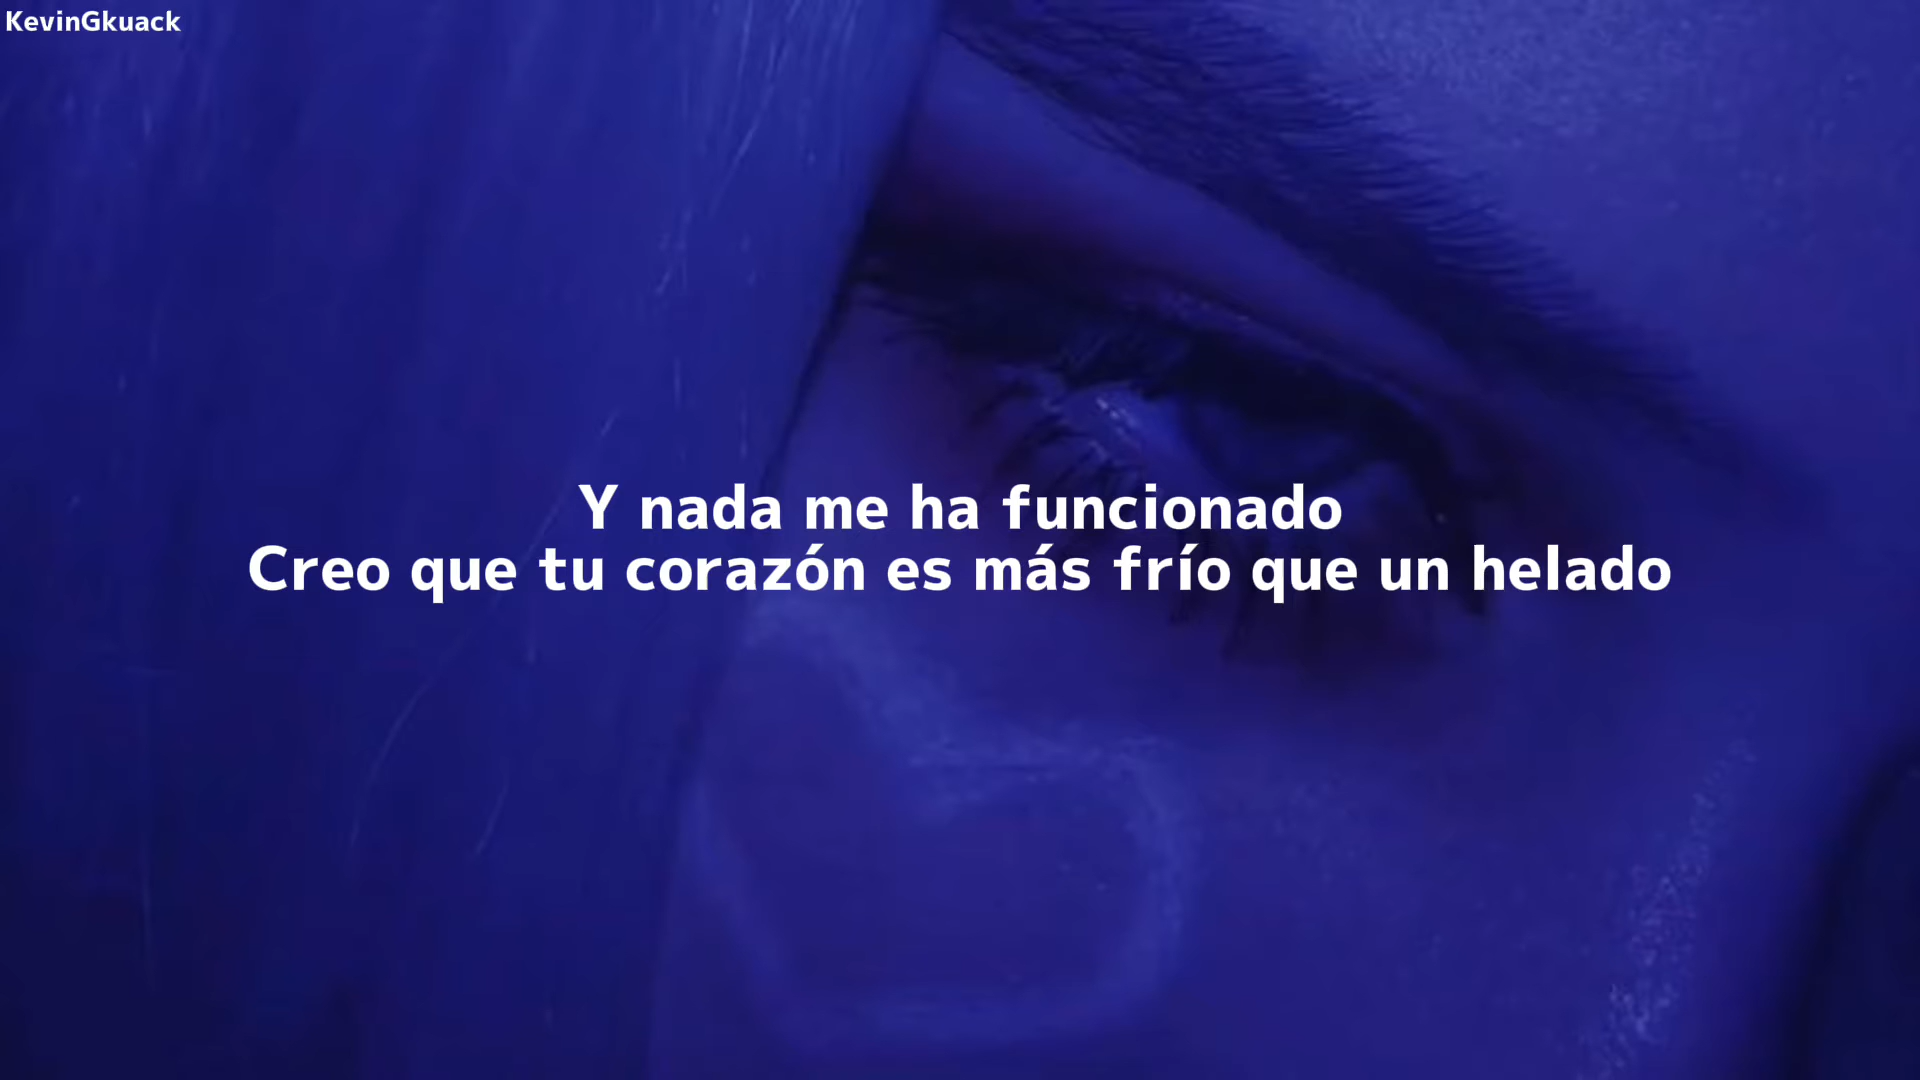 KevinGkuack
Y nada me ha funcionado
Creo que tu corazón es más frío que un helado